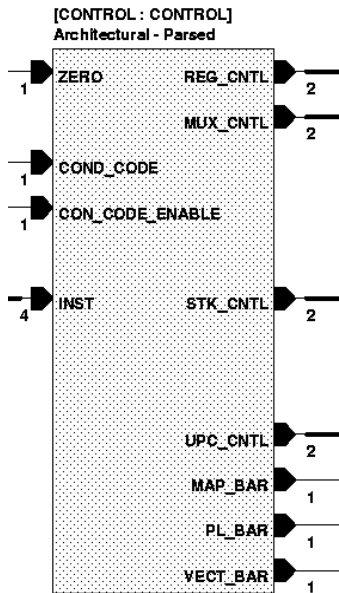 [CONTROL : CONTROL]
Architectural - Parsed
1 ZERO REG_CNTL 2
MUX_CNTL 2
1 COND_CODE
1 CON_CODE_ENABLE
4 INST STK_CNTL 2
UPC_CNTL 2
MAP_BAR 1
PL_BAR 1
VECT_BAR 1